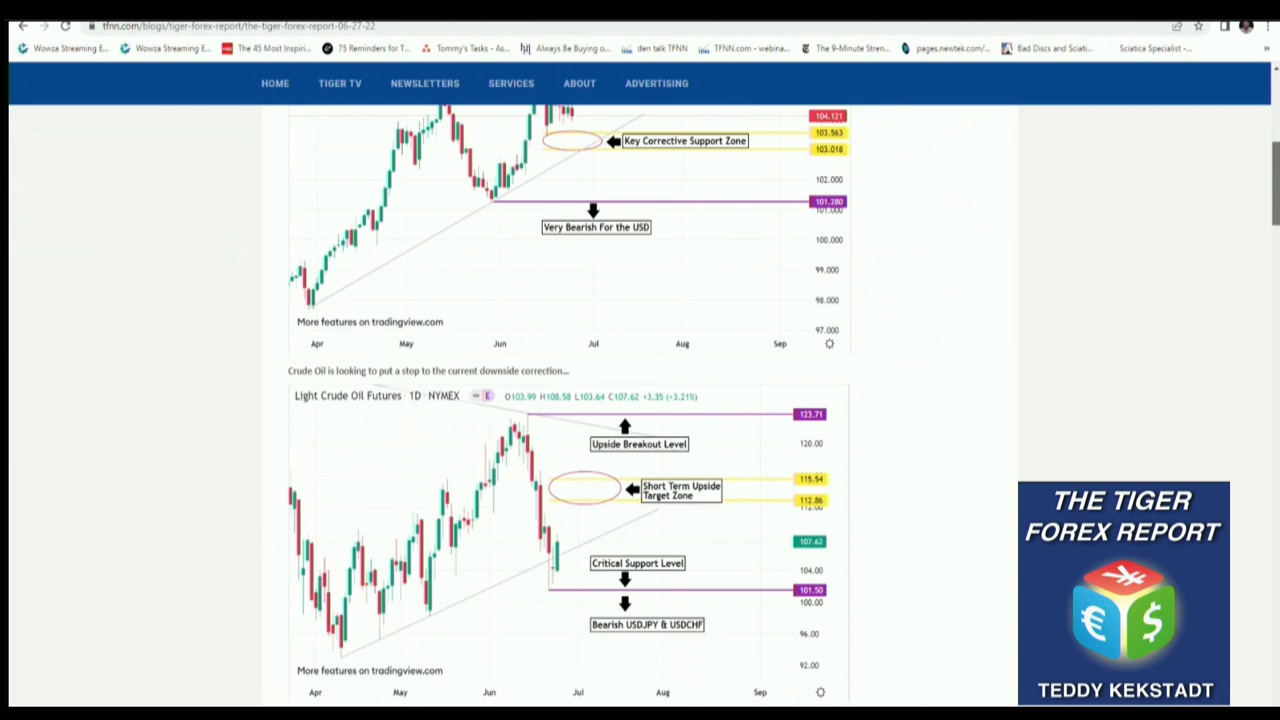 tfnn.com/blogs/tiger-forex-report/the-tiger-forex-report-06-27-22
Wowza Streaming E...
Wowza Streaming E...
The 45 Most Inspiri...
75 Reminders for T...
Tommy's Tasks - As...
Always Be Buying o...
den talk TFNN
TFNN.com - webina...
The 9-Minute Stren...
pages.newtek.com/...
Bad Discs and Sciati...
Sciatica Specialist -...
»
HOME
TIGER TV
NEWSLETTERS
SERVICES
ABOUT
ADVERTISING
104.121
103.563
Key Corrective Support Zone
103.018
102.000
101.280
101.000
Very Bearish For the USD
100.000
99.000
98.000
More features on tradingview.com
97.000
Apr
May
Jun
Jul
Aug
Sep
Crude Oil is looking to put a stop to the current downside correction...
Light Crude Oil Futures · 1D · NYMEX
E
O103.99 H108.58 L103.64 C107.62 +3.35 (+3.21%)
123.71
Upside Breakout Level
120.00
115.54
Short Term Upside
Target Zone
112.86
112.00
107.62
Critical Support Level
104.00
101.50
100.00
Bearish USDJPY & USDCHF
96.00
92.00
More features on tradingview.com
Apr
May
Jun
Jul
Aug
Sep
THE TIGER
FOREX REPORT
€
$
TEDDY KEKSTADT